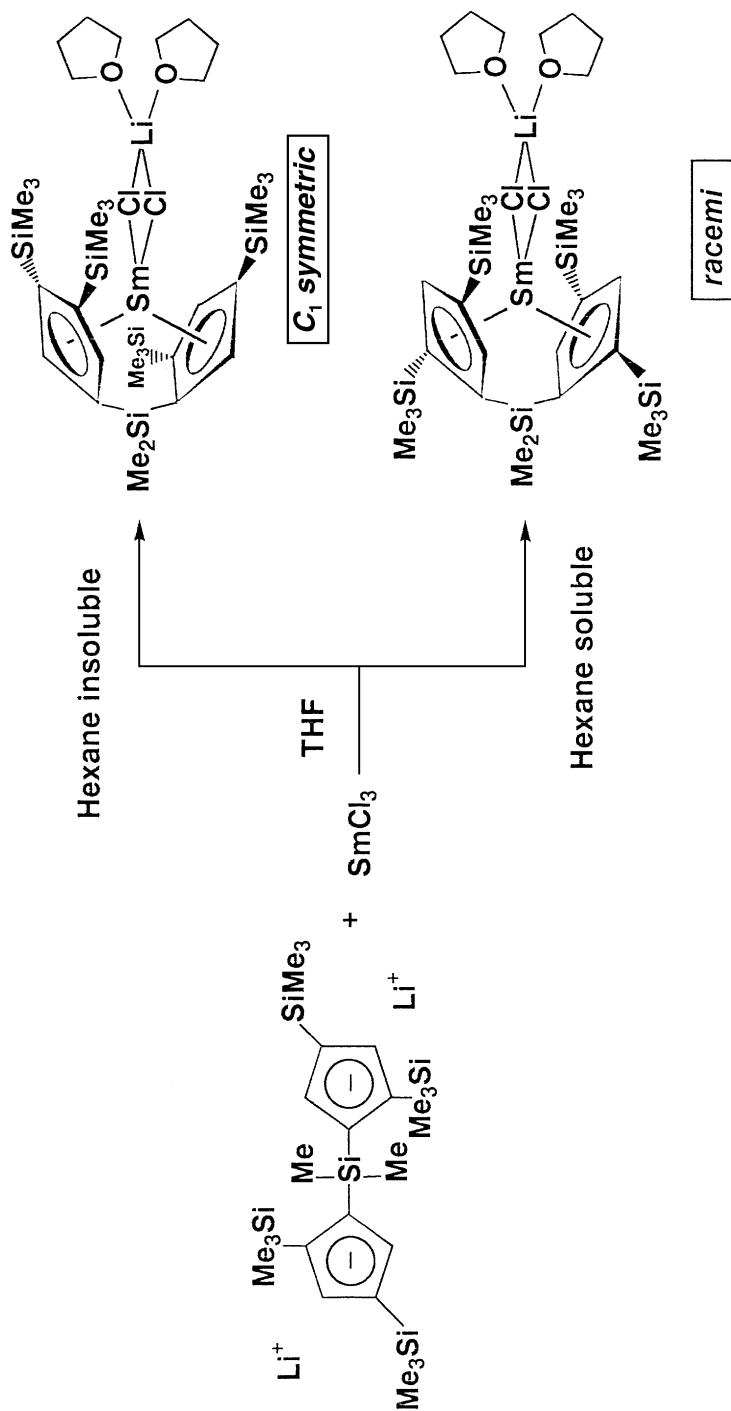 Li⁺
Me₃Si
Me₃Si
Me
Si
Me
SiMe₃
Me₃Si
Li⁺
+
SmCl₃
THF
Hexane insoluble
Me₂Si
SiMe₃
SiMe₃
Me₃Si
SiMe₃
Sm
Cl
Cl
Li
O
O
C₁ symmetric
Hexane soluble
Me₃Si
Me₂Si
Me₃Si
SiMe₃
SiMe₃
Sm
Cl
Cl
Li
O
O
racemi